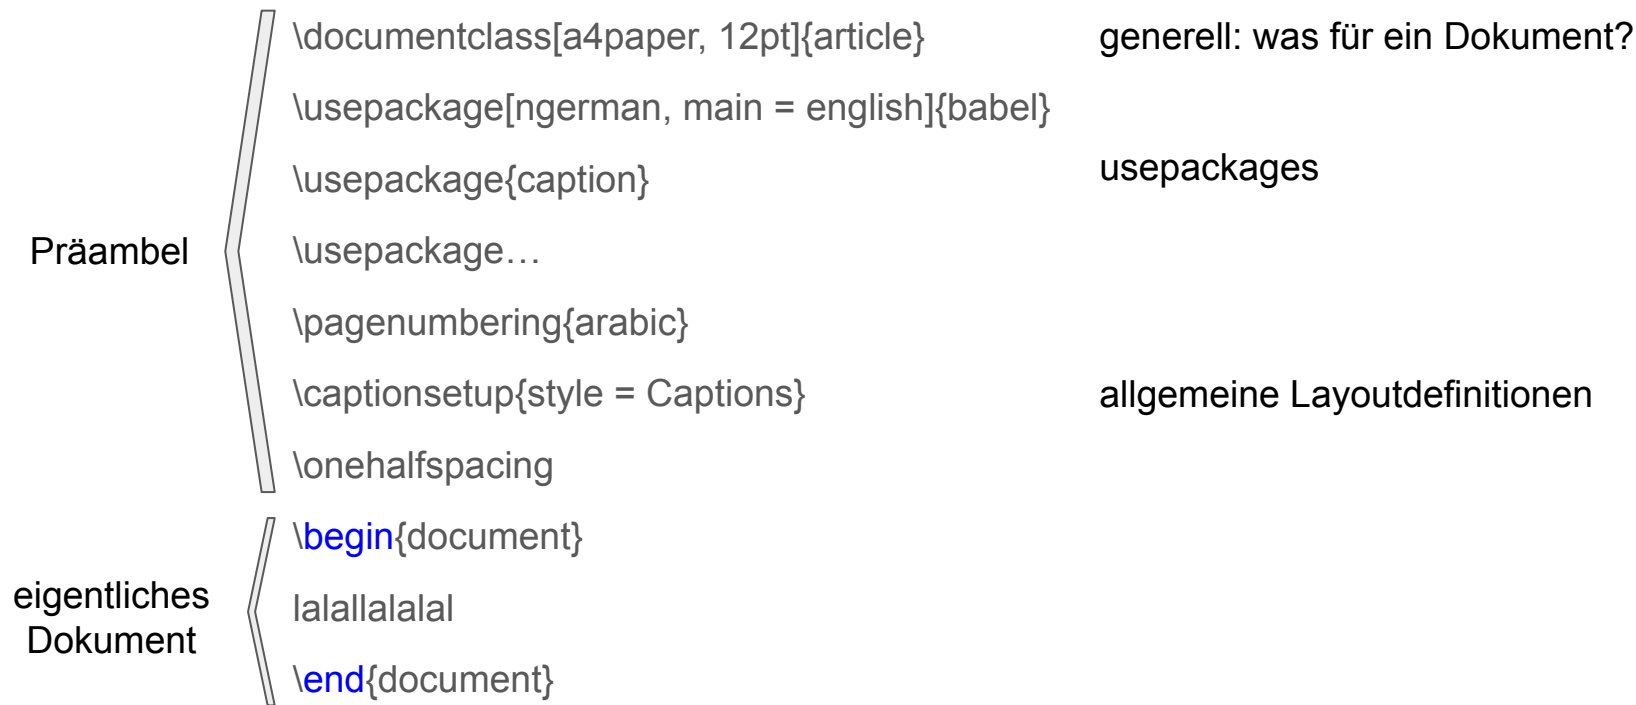 \documentclass[a4paper, 12pt]{article}
generell: was für ein Dokument?
\usepackage[ngerman, main = english]{babel}
usepackages
\usepackage{caption}
Präambel
\usepackage…
\pagenumbering{arabic}
\captionsetup{style = Captions}
allgemeine Layoutdefinitionen
\onehalfspacing
\begin{document}
eigentliches
Dokument
lalallalalal
\end{document}